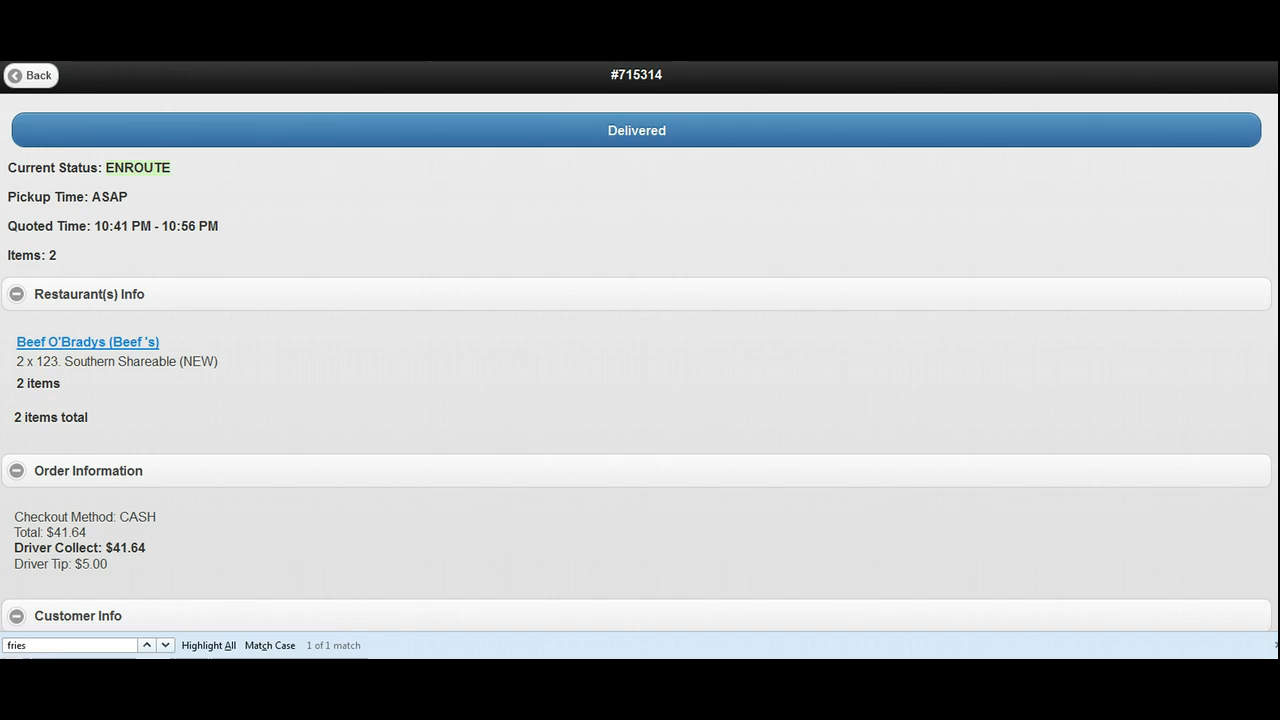 Back
#715314
Delivered
Current Status: ENROUTE
Pickup Time: ASAP
Quoted Time: 10:41 PM - 10:56 PM
Items: 2
Restaurant(s) Info
Beef O'Bradys (Beef 's)
2 x 123. Southern Shareable (NEW)
2 items
2 items total
Order Information
Checkout Method: CASH
Total: $41.64
Driver Collect: $41.64
Driver Tip: $5.00
Customer Info
fries Highlight All Match Case 1 of 1 match